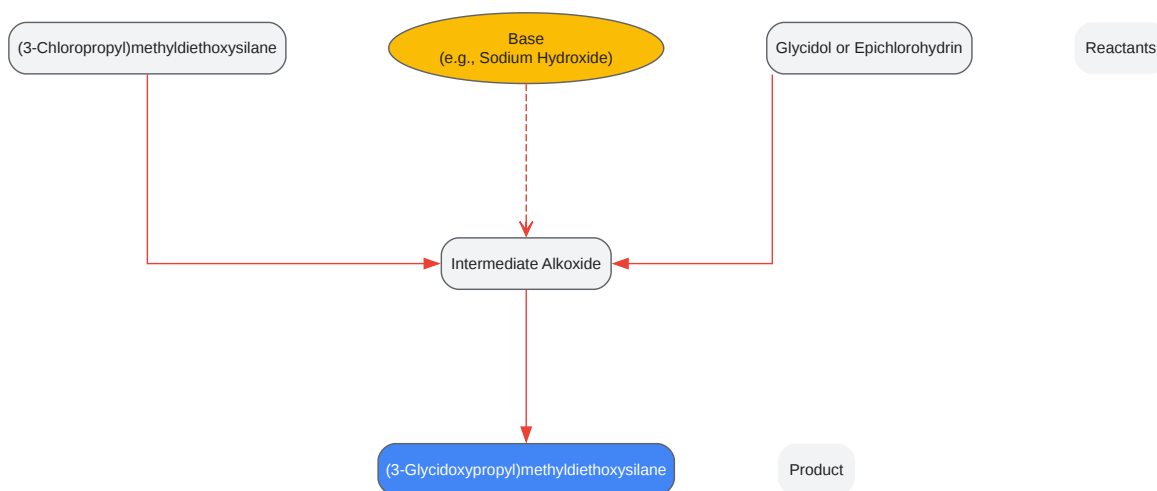 (3-Chloropropyl)methyldiethoxysilane
Base
(e.g., Sodium Hydroxide)
Glycidol or Epichlorohydrin
Reactants
Intermediate Alkoxide
(3-Glycidoxypropyl)methyldiethoxysilane
Product